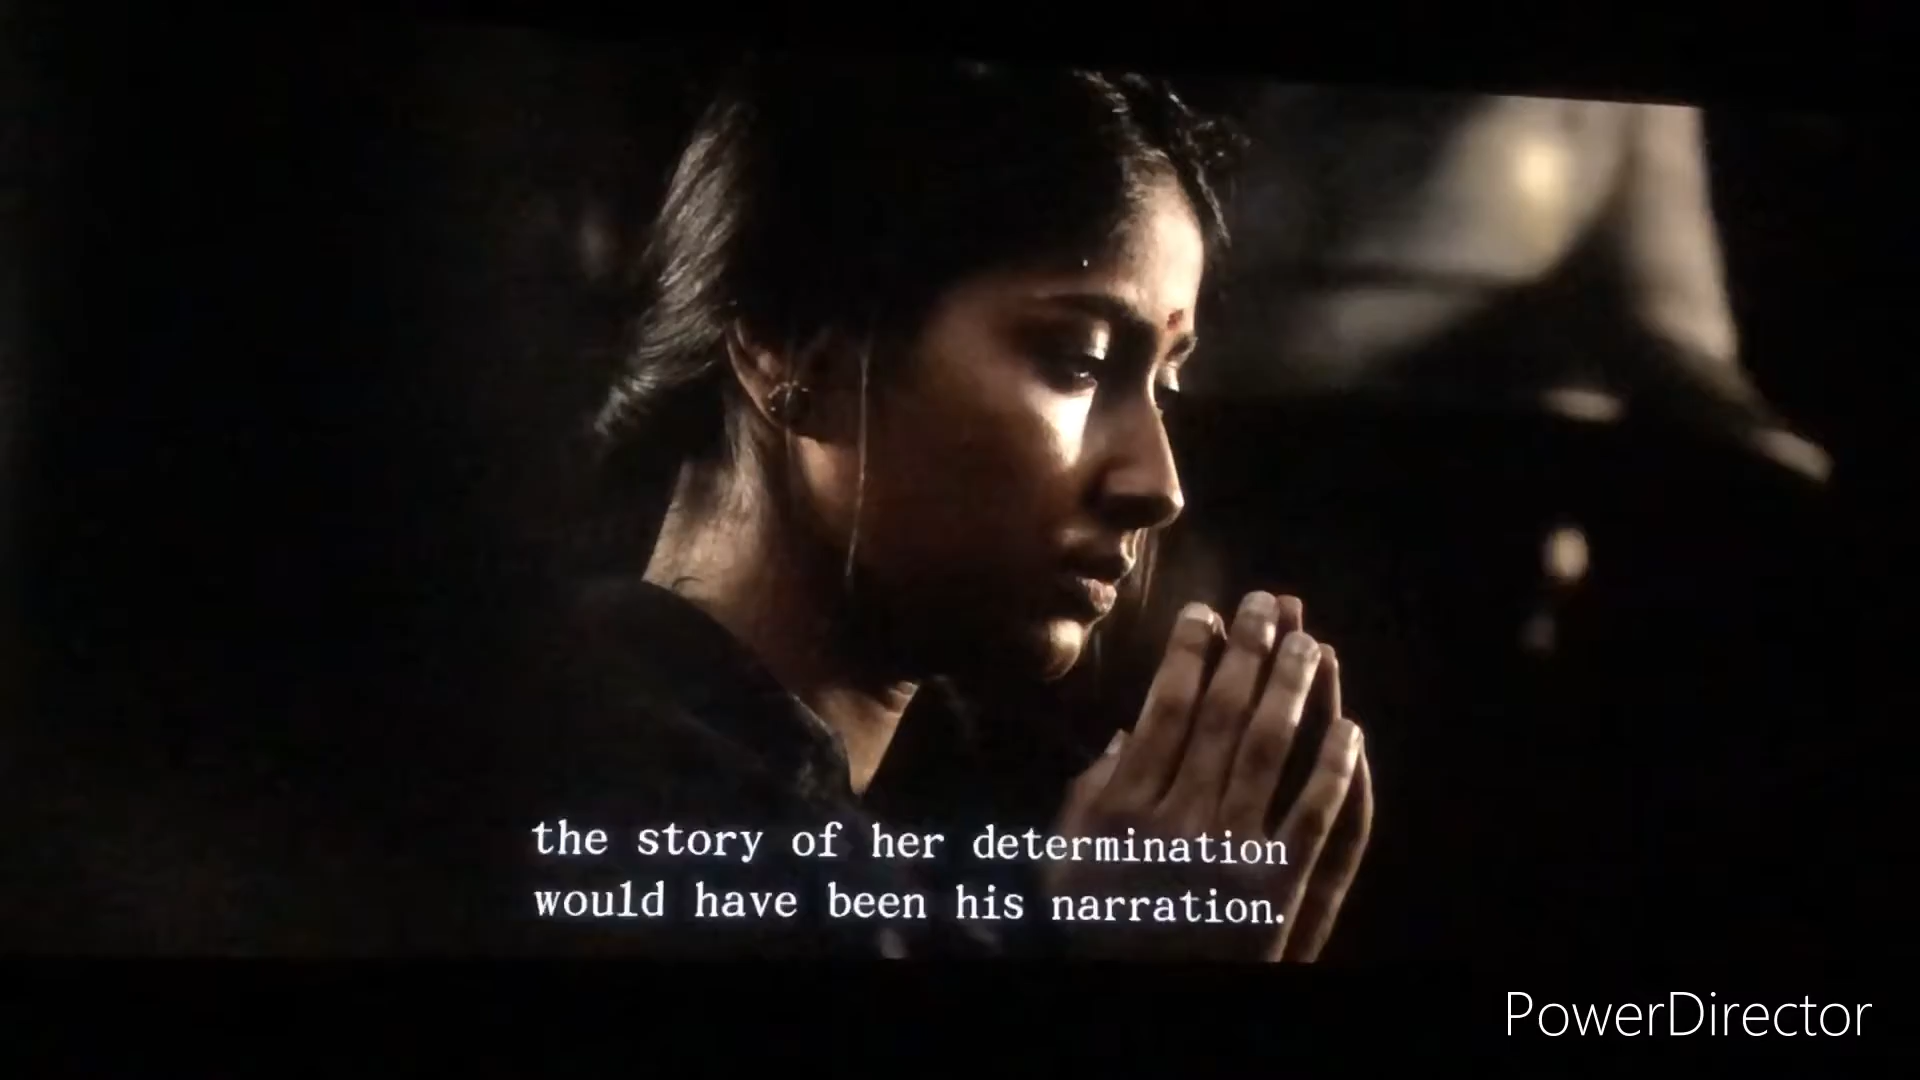 the story of her determination
would have been his narration.
PowerDirector